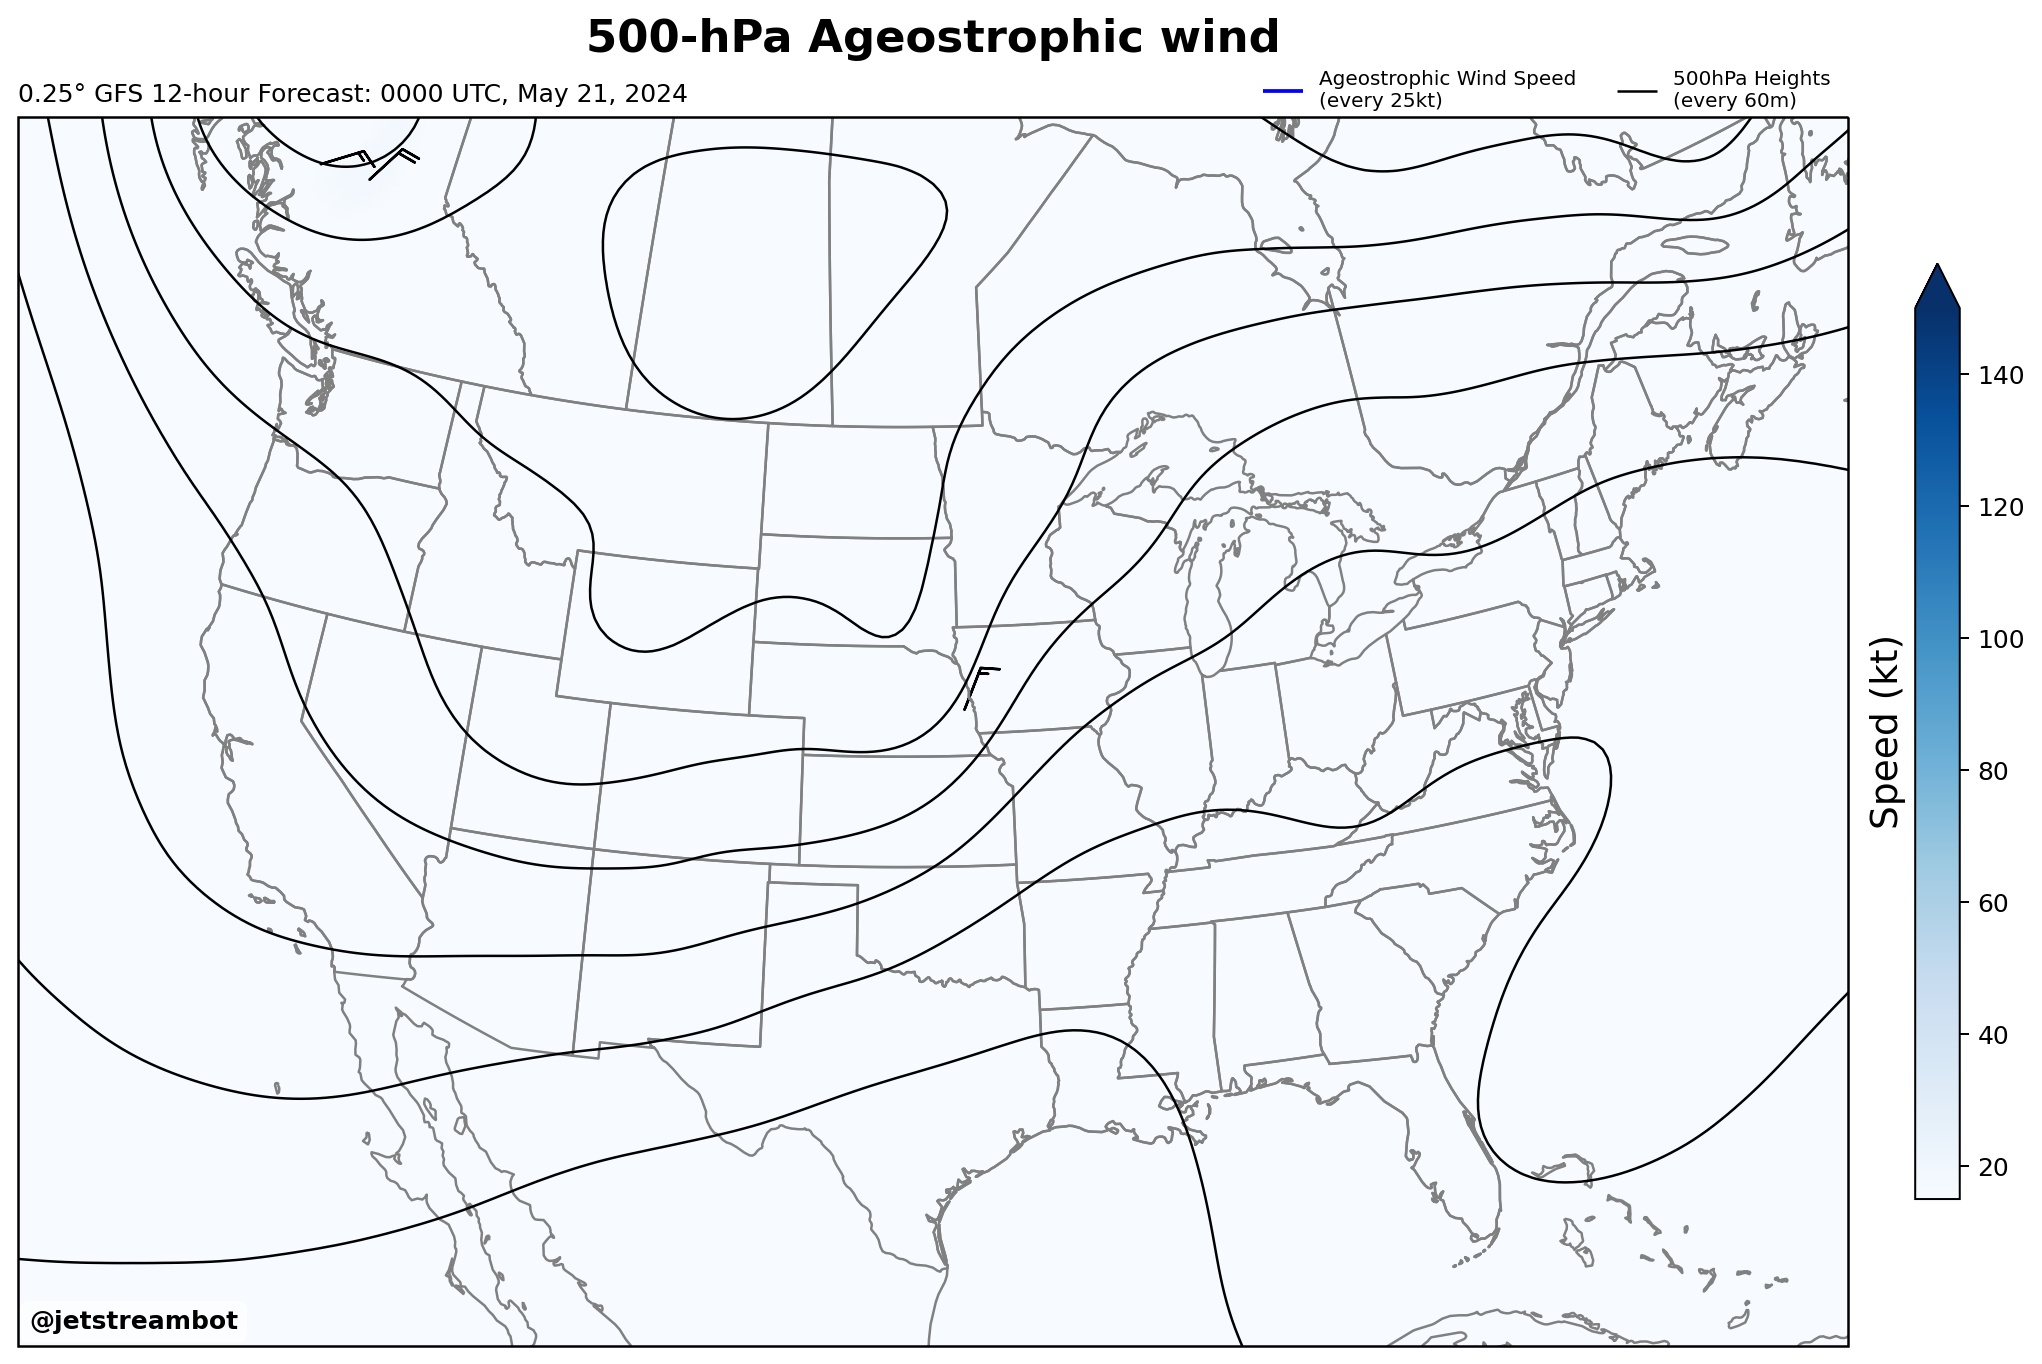 500-hPa Ageostrophic wind
0.25° GFS 12-hour Forecast: 0000 UTC, May 21, 2024
Ageostrophic Wind Speed
(every 25kt)
500hPa Heights
(every 60m)
140
120
100
80
60
40
20
Speed (kt)
@jetstreambot